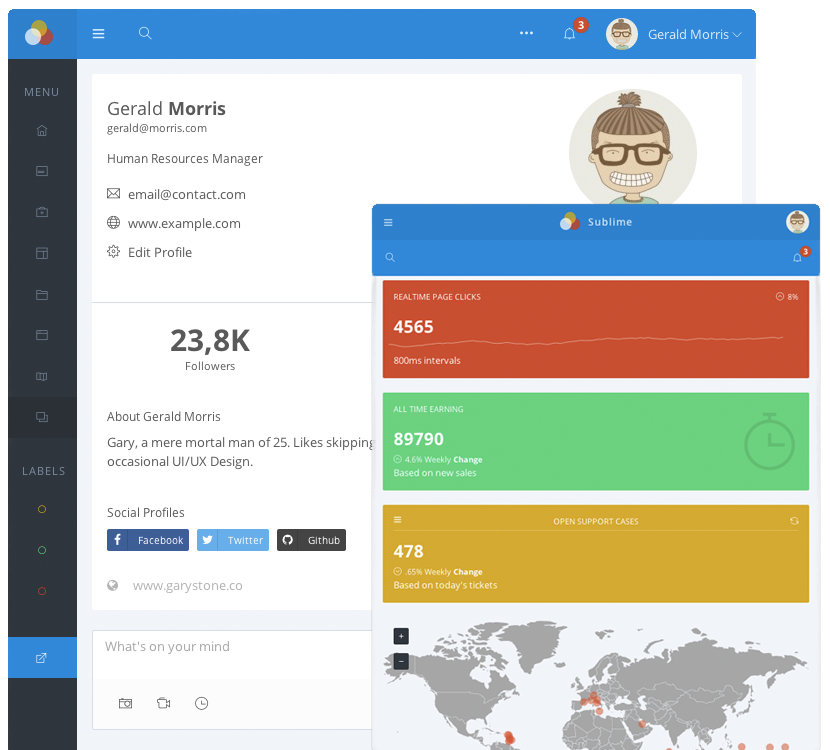 3
Gerald Morris
MENU
LABELS
Gerald Morris
gerald@morris.com
Human Resources Manager
email@contact.com
www.example.com
Edit Profile
23,8K
Followers
About Gerald Morris
Gary, a mere mortal man of 25. Likes skipping
occasional UI/UX Design.
Social Profiles
Facebook
Twitter
Github
www.garystone.co
What's on your mind
Sublime
3
REALTIME PAGE CLICKS
8%
4565
800ms intervals
ALL TIME EARNING
89790
4.6% Weekly Change
Based on new sales
OPEN SUPPORT CASES
478
.65% Weekly Change
Based on today's tickets
+
−